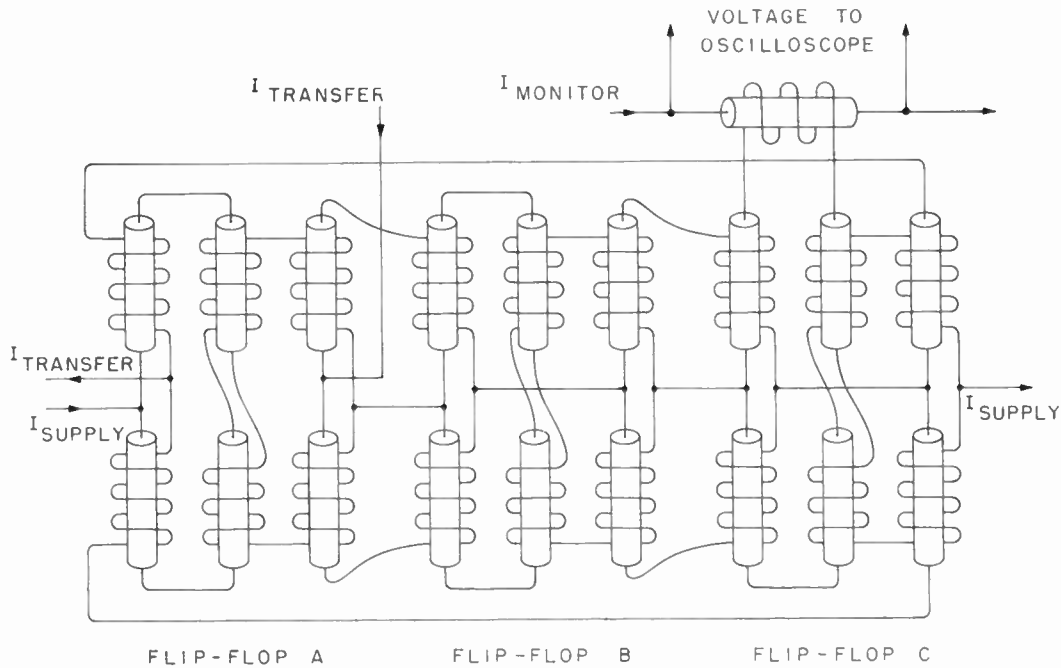 VOLTAGE TO
OSCILLOSCOPE
I TRANSFER
I MONITOR
I TRANSFER
I SUPPLY
I SUPPLY
FLIP-FLOP A
FLIP-FLOP B
FLIP-FLOP C